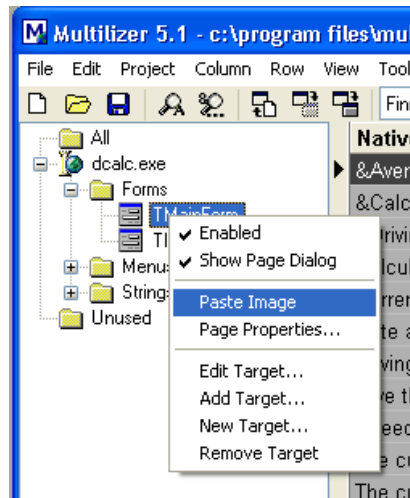 Multilizer 5.1 - c:\program files\mu
File Edit Project Column Row View Tool
All
dcalc.exe
Forms
TMainForm
Menu
String
Unused
Enabled
Show Page Dialog
Paste Image
Page Properties...
Edit Target...
Add Target...
New Target...
Remove Target
Fin
Nativ
&Aver
&Calc
The cu